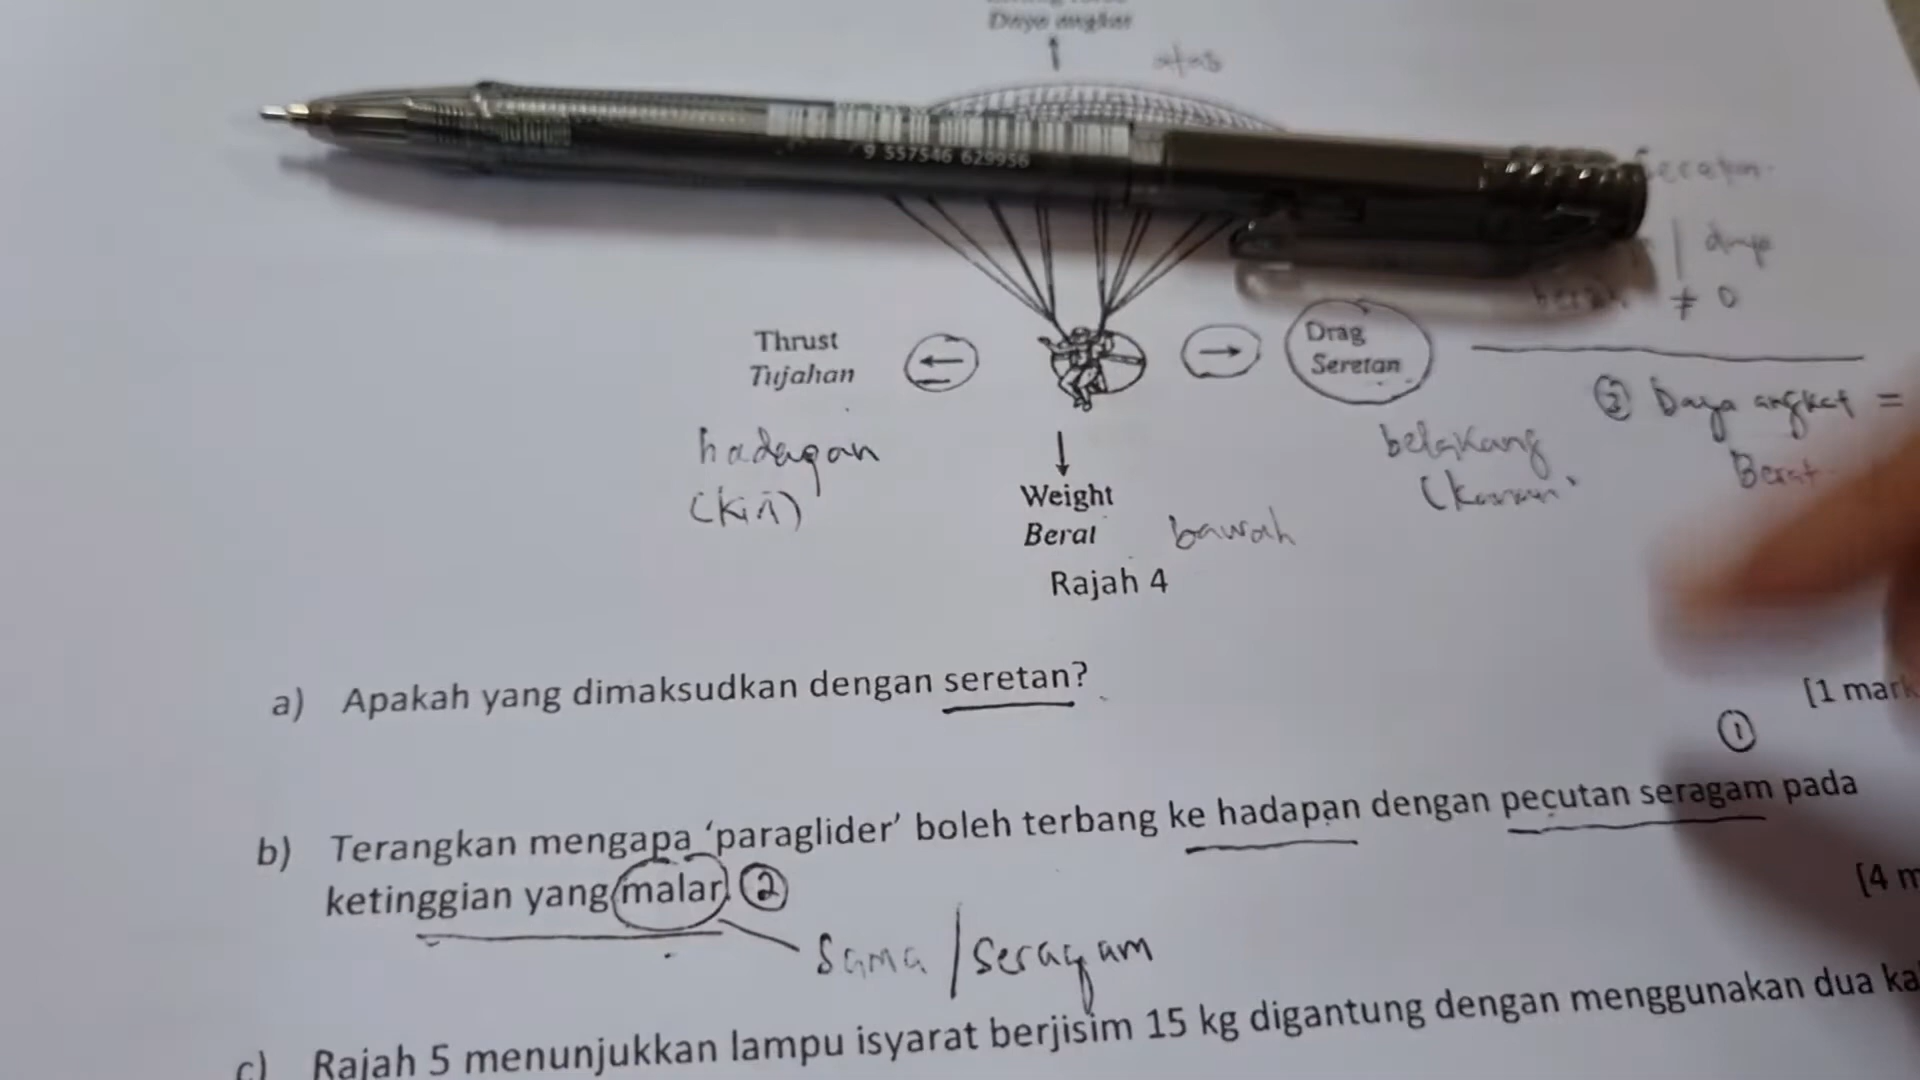 Daya angkat
atas
9 557546 629956
Seretan
daya
≠ 0
Thrust
Tujahan
Drag
Seretan
② Daya angkat =
Berat
hadapan
(kiri)
belakang
Weight
Berat
bawah
Rajah 4
a) Apakah yang dimaksudkan dengan seretan?
[1 mark
①
b) Terangkan mengapa 'paraglider' boleh terbang ke hadapan dengan pecutan seragam pada
ketinggian yang malar. ②
[4 m
Sama / seragam
c) Rajah 5 menunjukkan lampu isyarat berjisim 15 kg digantung dengan menggunakan dua ka